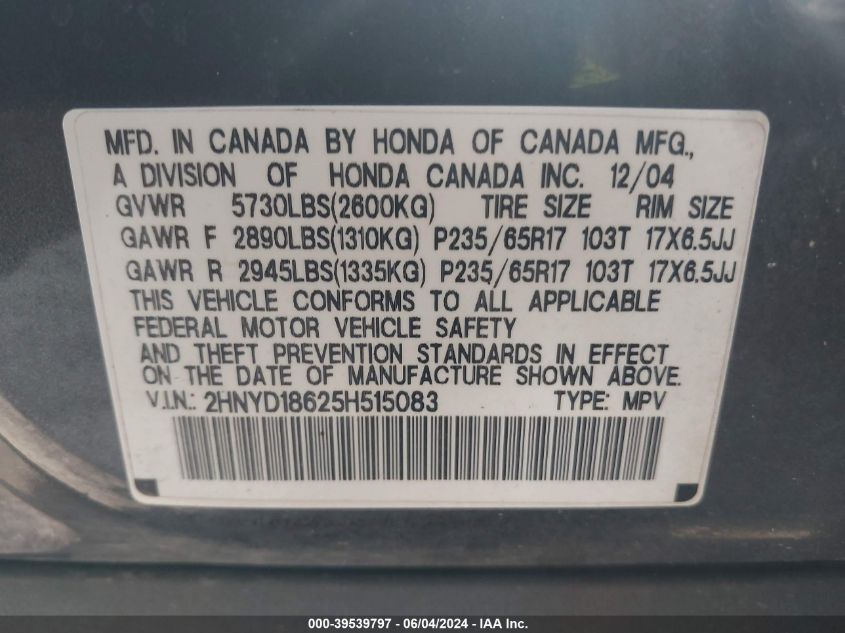 MFD. IN CANADA BY HONDA OF CANADA MFG.,
A DIVISION OF HONDA CANADA INC. 12/04
GVWR 5730LBS(2600KG) TIRE SIZE RIM SIZE
GAWR F 2890LBS(1310KG) P235/65R17 103T 17X6.5JJ
GAWR R 2945LBS(1335KG) P235/65R17 103T 17X6.5JJ
THIS VEHICLE CONFORMS TO ALL APPLICABLE
FEDERAL MOTOR VEHICLE SAFETY
AND THEFT PREVENTION STANDARDS IN EFFECT
ON THE DATE OF MANUFACTURE SHOWN ABOVE.
V.I.N.: 2HNYD18625H515083 TYPE: MPV
000-39539797 - 06/04/2024 - IAA Inc.